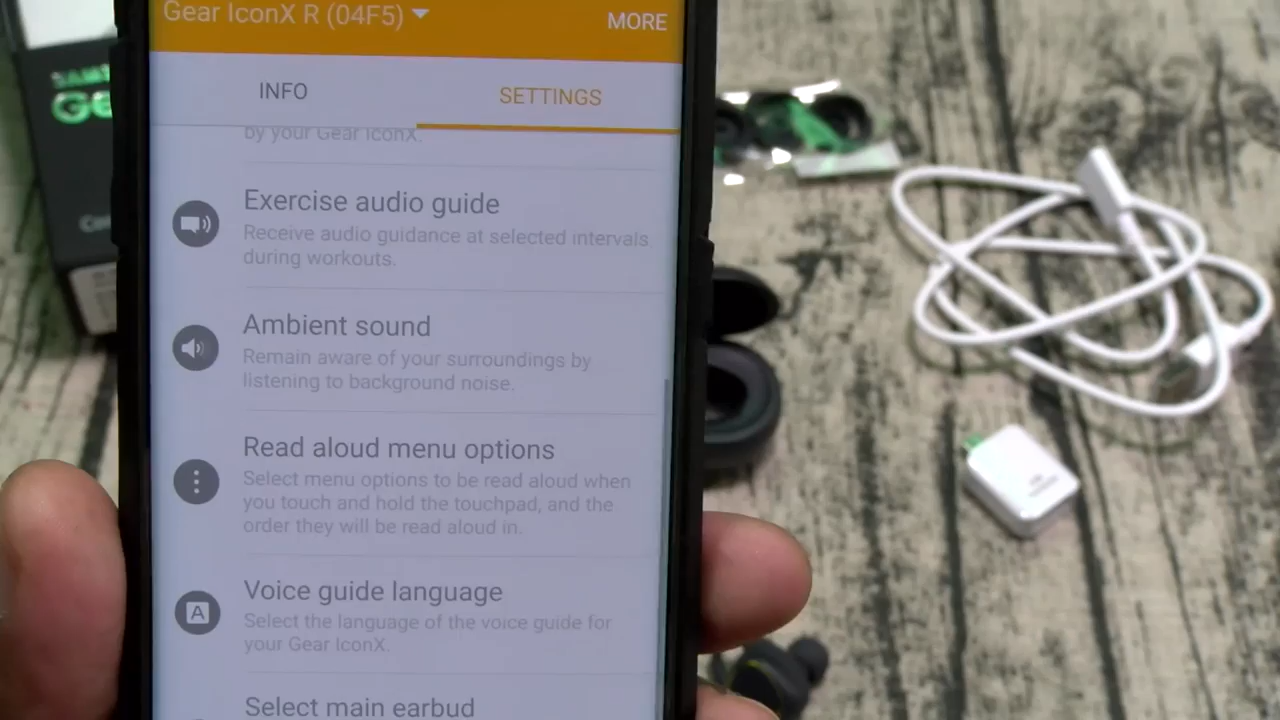 Gear IconX R (04F5)
MORE
INFO
SETTINGS
by your Gear IconX.
Exercise audio guide
Receive audio guidance at selected intervals
during workouts.
Ambient sound
Remain aware of your surroundings by
listening to background noise.
Read aloud menu options
Select menu options to be read aloud when
you touch and hold the touchpad, and the
order they will be read aloud in.
A
Voice guide language
Select the language of the voice guide for
your Gear IconX.
Select main earbud